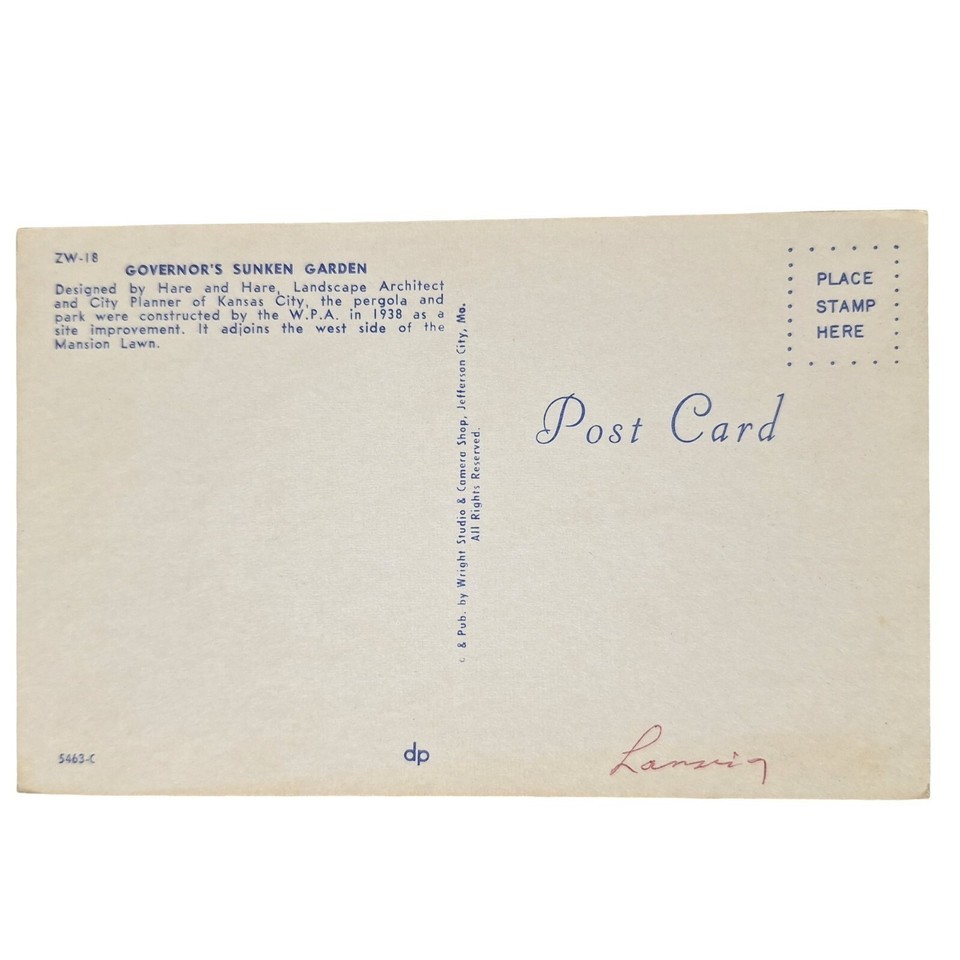 ZW-18
GOVERNOR'S SUNKEN GARDEN
Designed by Hare and Hare, Landscape Architect
and City Planner of Kansas City, the pergola and
park were constructed by the W.P.A. in 1938 as a
site improvement. It adjoins the west side of the
Mansion Lawn.
© & Pub. by Wright Studio & Camera Shop, Jefferson City, Mo.
All Rights Reserved.
PLACE
STAMP
HERE
Post Card
5463-C
dp